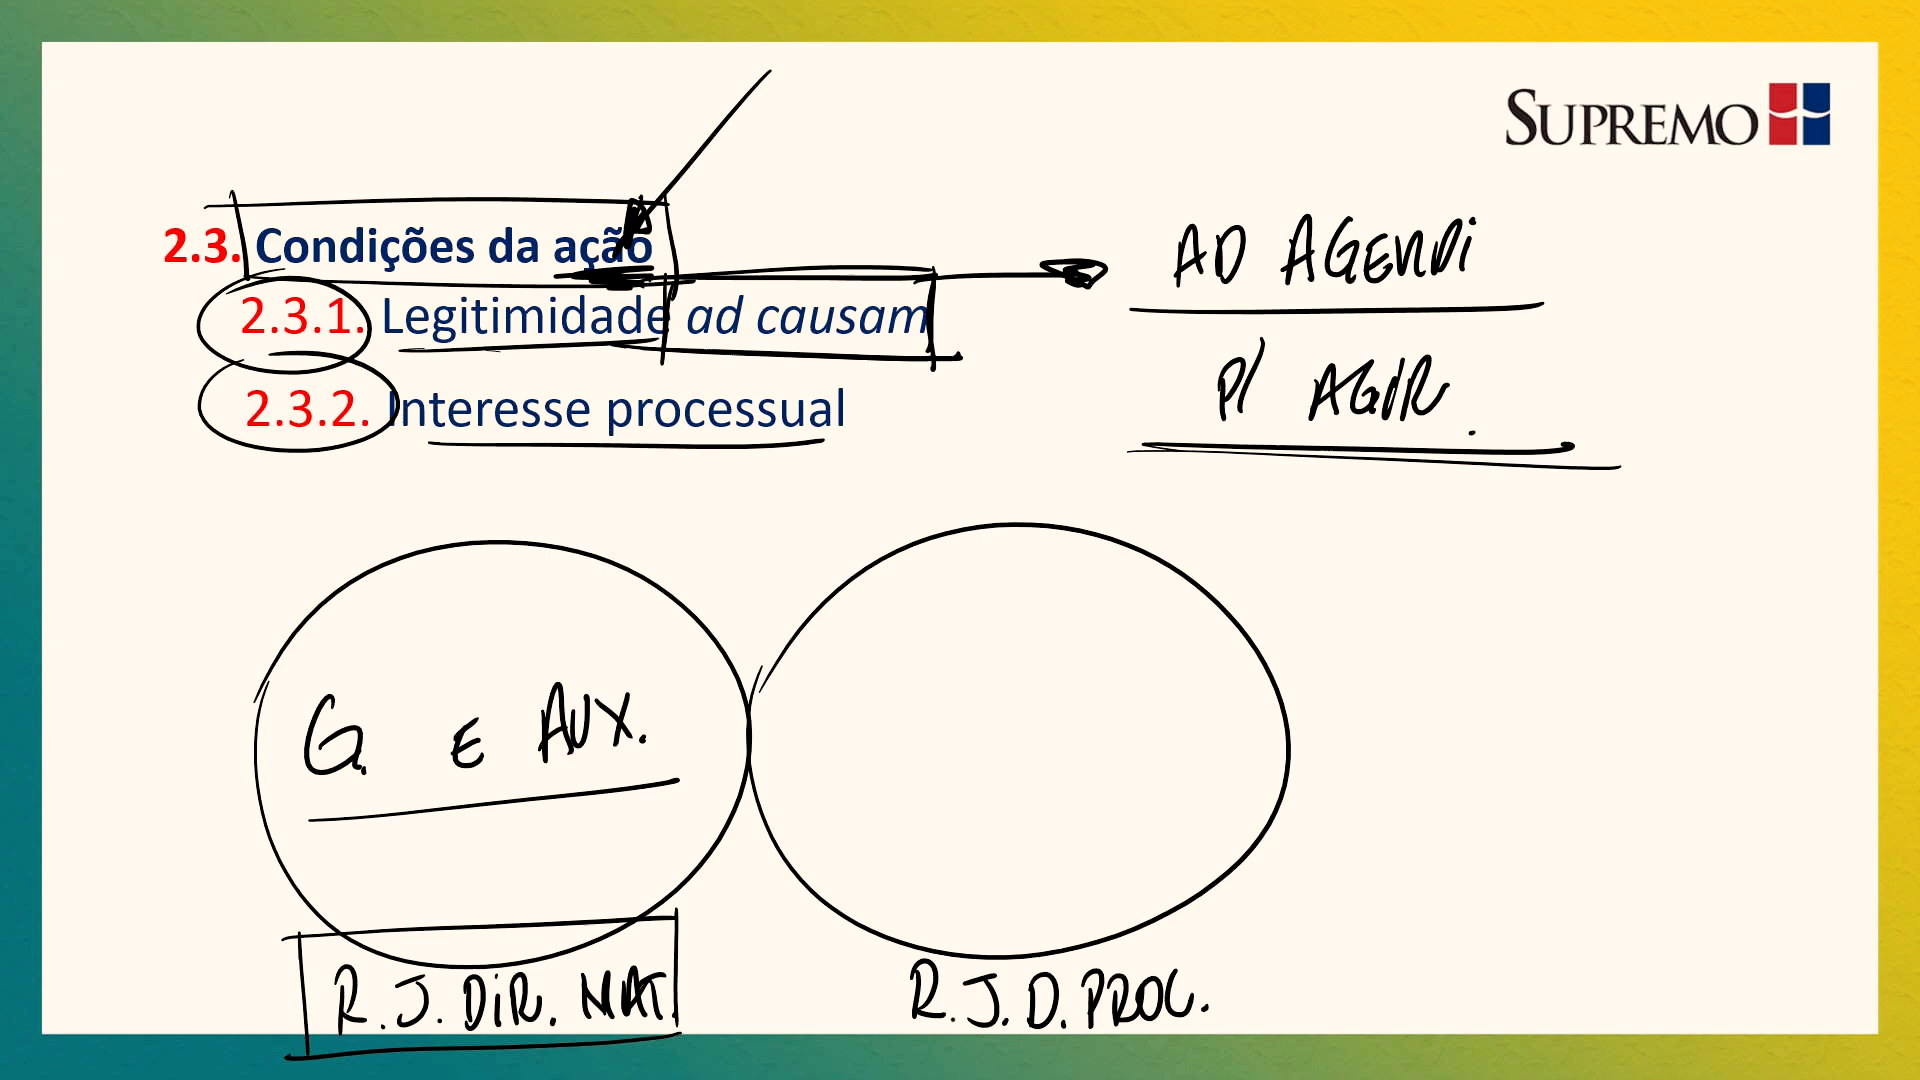 SUPREMO
2.3. Condições da ação
2.3.1. Legitimidade ad causam
2.3.2. Interesse processual
AD AGENDI
P/ AGIR.
G. E AUX.
R.J. DIR. MAT.
R.J.D. PROC.